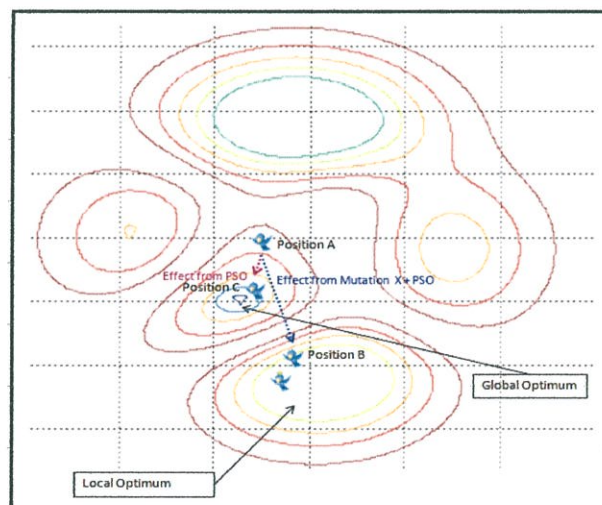 Position A
Effect from PSO
Effect from Mutation X + PSO
Position C
Position B
Global Optimum
Local Optimum